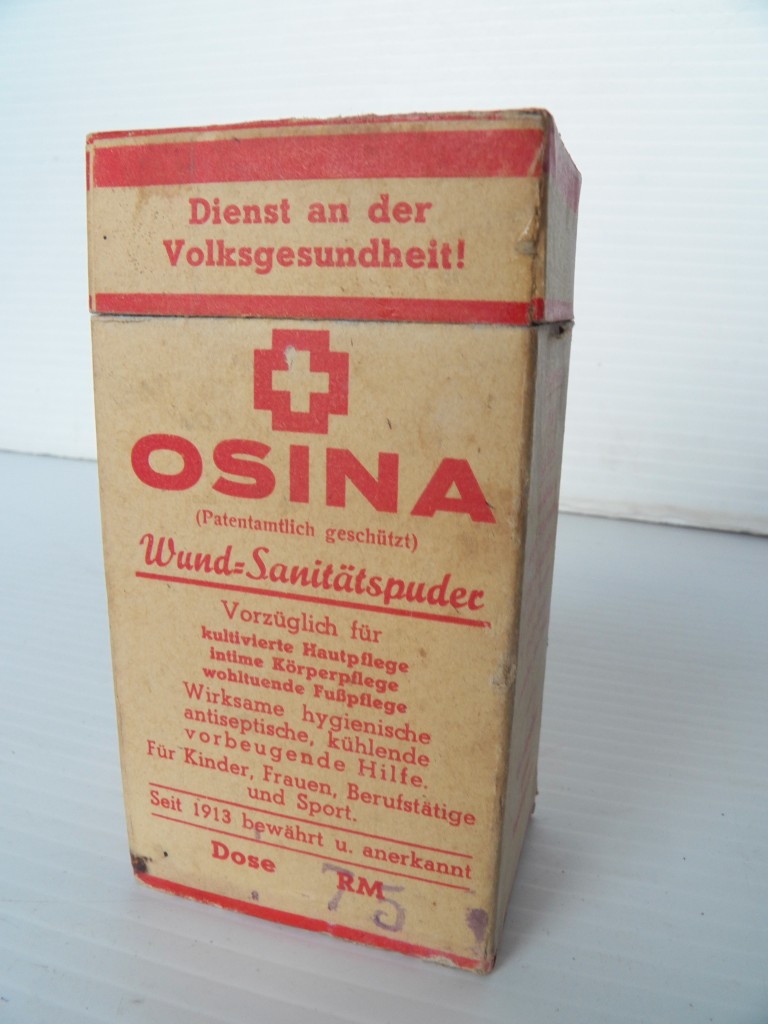 Dienst an der
Volksgesundheit!
OSINA
(Patentamtlich geschützt)
Wund=Sanitätspuder
Vorzüglich für
kultivierte Hautpflege
intime Körperpflege
wohltuende Fußpflege
Wirksame hygienische
antiseptische, kühlende
vorbeugende Hilfe.
Für Kinder, Frauen, Berufstätige
und Sport.
Seit 1913 bewährt u. anerkannt
Dose RM
75